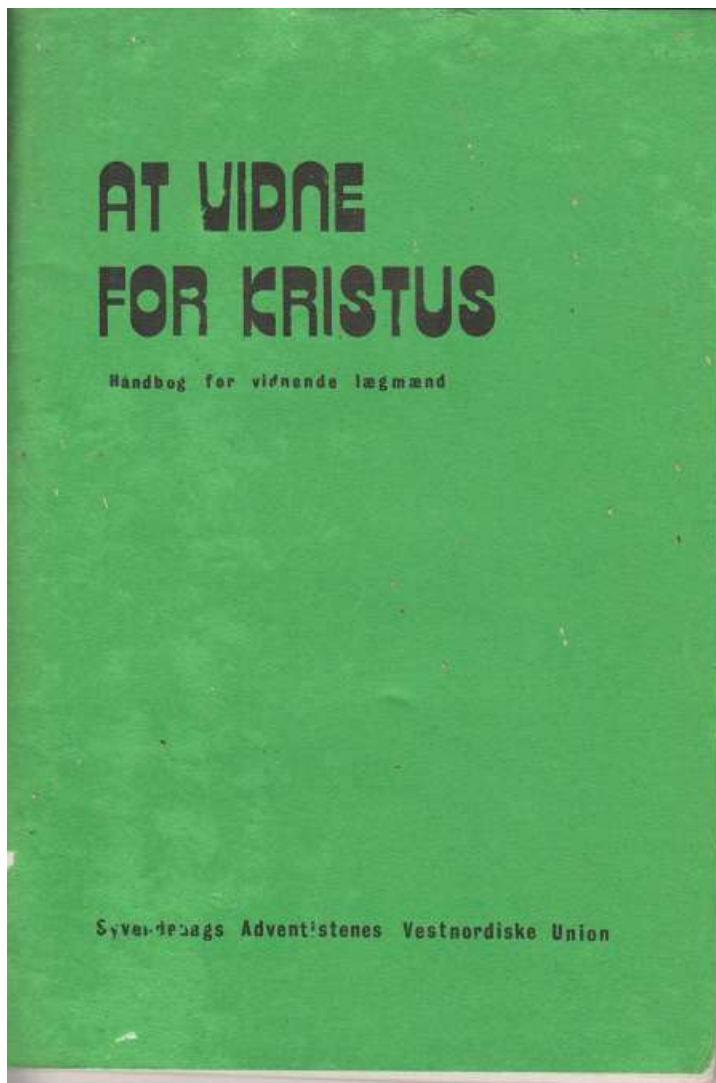 AT VIDNE
FOR KRISTUS
Håndbog for vidnende lægmænd
Syvendedags Adventistenes Vestnordiske Union